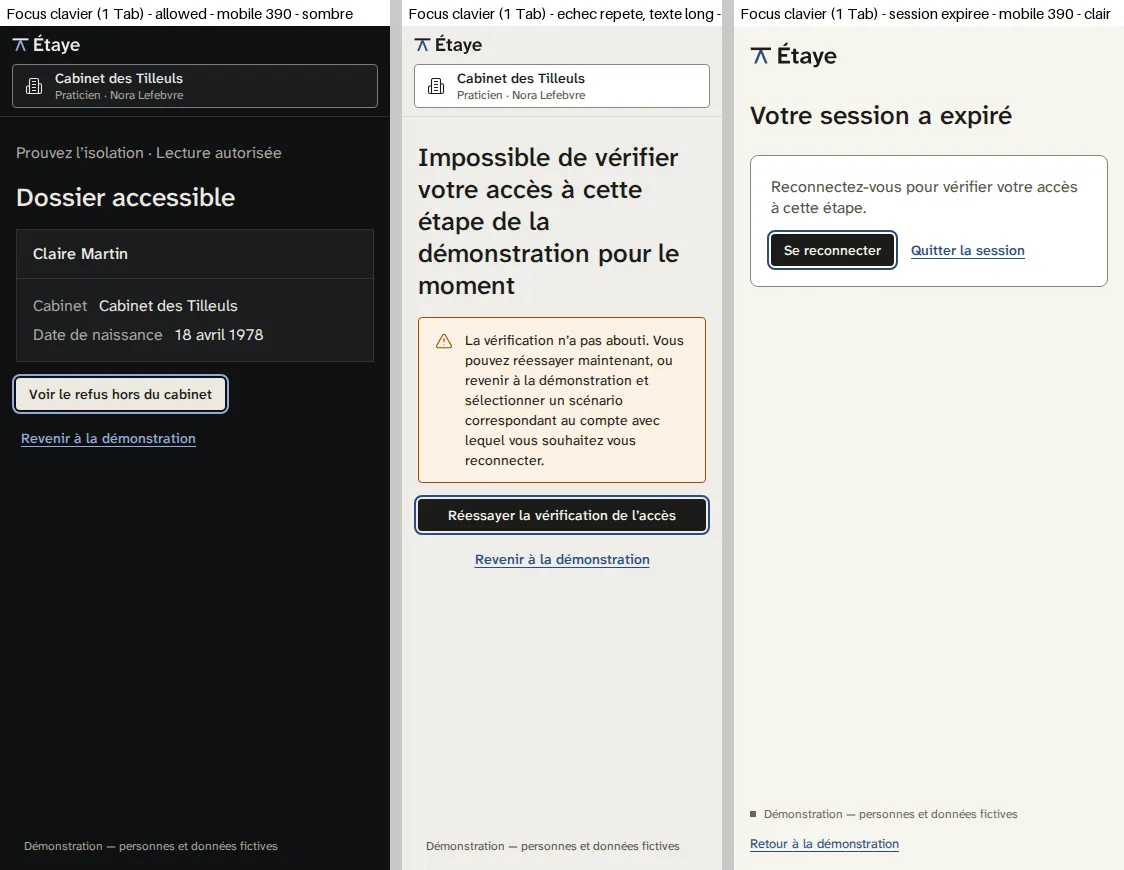 Focus clavier (1 Tab) - allowed - mobile 390 - sombre
Étaye
Cabinet des Tilleuls
Praticien · Nora Lefebvre
Prouvez l’isolation · Lecture autorisée
Dossier accessible
Claire Martin
Cabinet Cabinet des Tilleuls
Date de naissance 18 avril 1978
Voir le refus hors du cabinet
Revenir à la démonstration
Démonstration — personnes et données fictives
Focus clavier (1 Tab) - echec repete, texte long -
Étaye
Cabinet des Tilleuls
Praticien · Nora Lefebvre
Impossible de vérifier
votre accès à cette
étape de la
démonstration pour le
moment
La vérification n’a pas abouti. Vous
pouvez réessayer maintenant, ou
revenir à la démonstration et
sélectionner un scénario
correspondant au compte avec
lequel vous souhaitez vous
reconnecter.
Réessayer la vérification de l’accès
Revenir à la démonstration
Démonstration — personnes et données fictives
Focus clavier (1 Tab) - session expiree - mobile 390 - clair
Étaye
Votre session a expiré
Reconnectez-vous pour vérifier votre accès
à cette étape.
Se reconnecter Quitter la session
Démonstration — personnes et données fictives
Retour à la démonstration